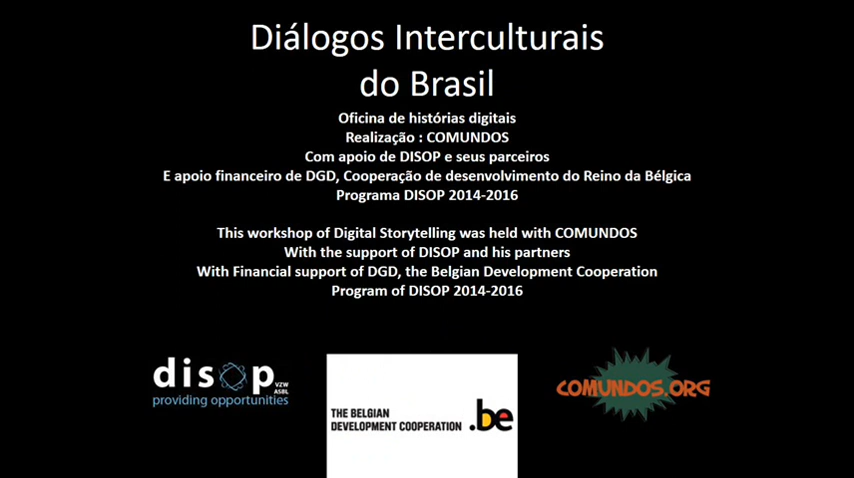 Diálogos Interculturais
do Brasil
Oficina de histórias digitais
Realização : COMUNDOS
Com apoio de DISOP e seus parceiros
E apoio financeiro de DGD, Cooperação de desenvolvimento do Reino da Bélgica
Programa DISOP 2014-2016
This workshop of Digital Storytelling was held with COMUNDOS
With the support of DISOP and his partners
With Financial support of DGD, the Belgian Development Cooperation
Program of DISOP 2014-2016
disop VZW
ASBL
providing opportunities
THE BELGIAN
DEVELOPMENT COOPERATION .be
COMUNDOS.ORG